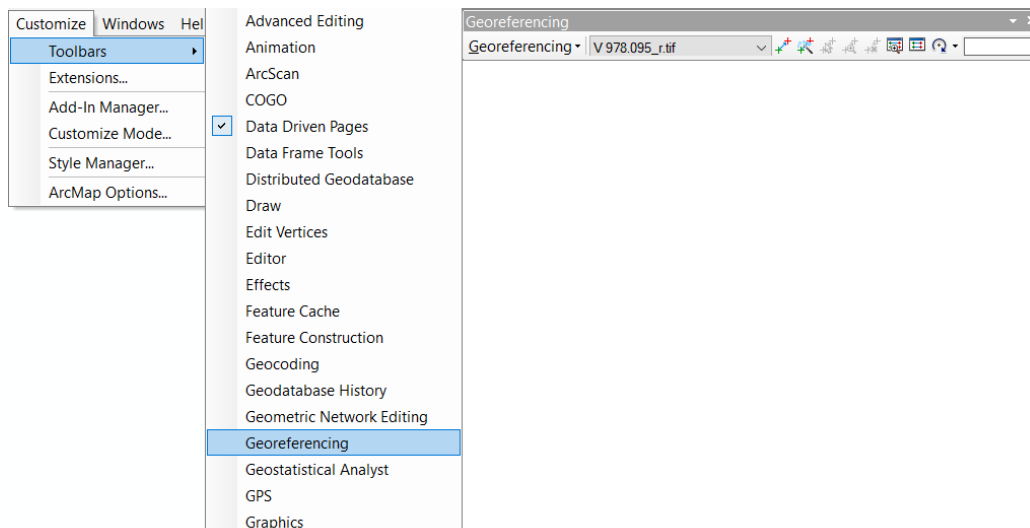 Customize Windows Hel
Toolbars
Extensions...
Add-In Manager...
Customize Mode...
Style Manager...
ArcMap Options...
Advanced Editing
Animation
ArcScan
COGO
Data Driven Pages
Data Frame Tools
Distributed Geodatabase
Draw
Edit Vertices
Editor
Effects
Feature Cache
Feature Construction
Geocoding
Geodatabase History
Geometric Network Editing
Georeferencing
Geostatistical Analyst
GPS
Graphics
Georeferencing
Georeferencing V 978.095_r.tif